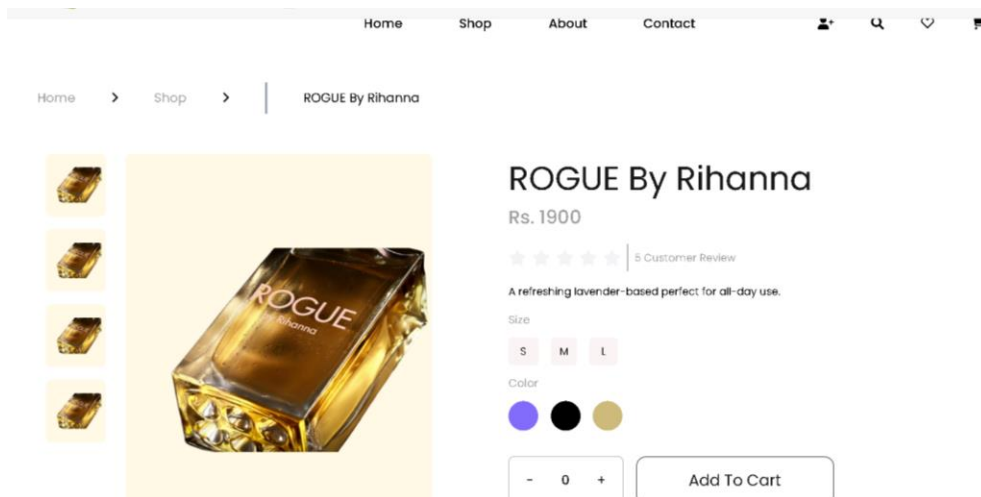 Home Shop About Contact
Home > Shop > ROGUE By Rihanna
ROGUE By Rihanna
Rs. 1900
5 Customer Review
A refreshing lavender-based perfect for all-day use.
Size
S M L
Color
- 0 +
Add To Cart
ROGUE
by Rihanna